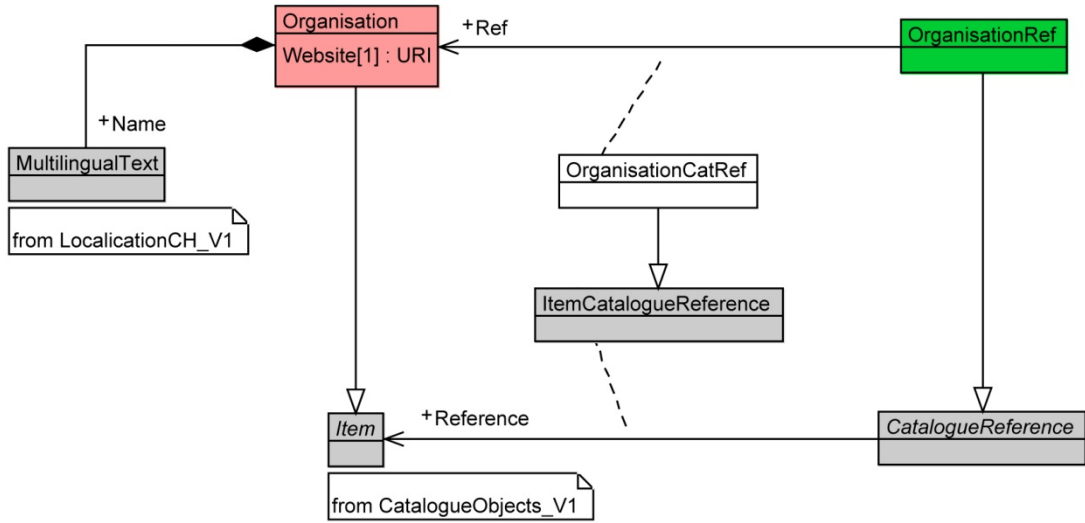 Organisation
+Ref
OrganisationRef
Website[1] : URI
+Name
MultilingualText
OrganisationCatRef
from LocalicationCH_V1
ItemCatalogueReference
Item
+Reference
CatalogueReference
from CatalogueObjects_V1